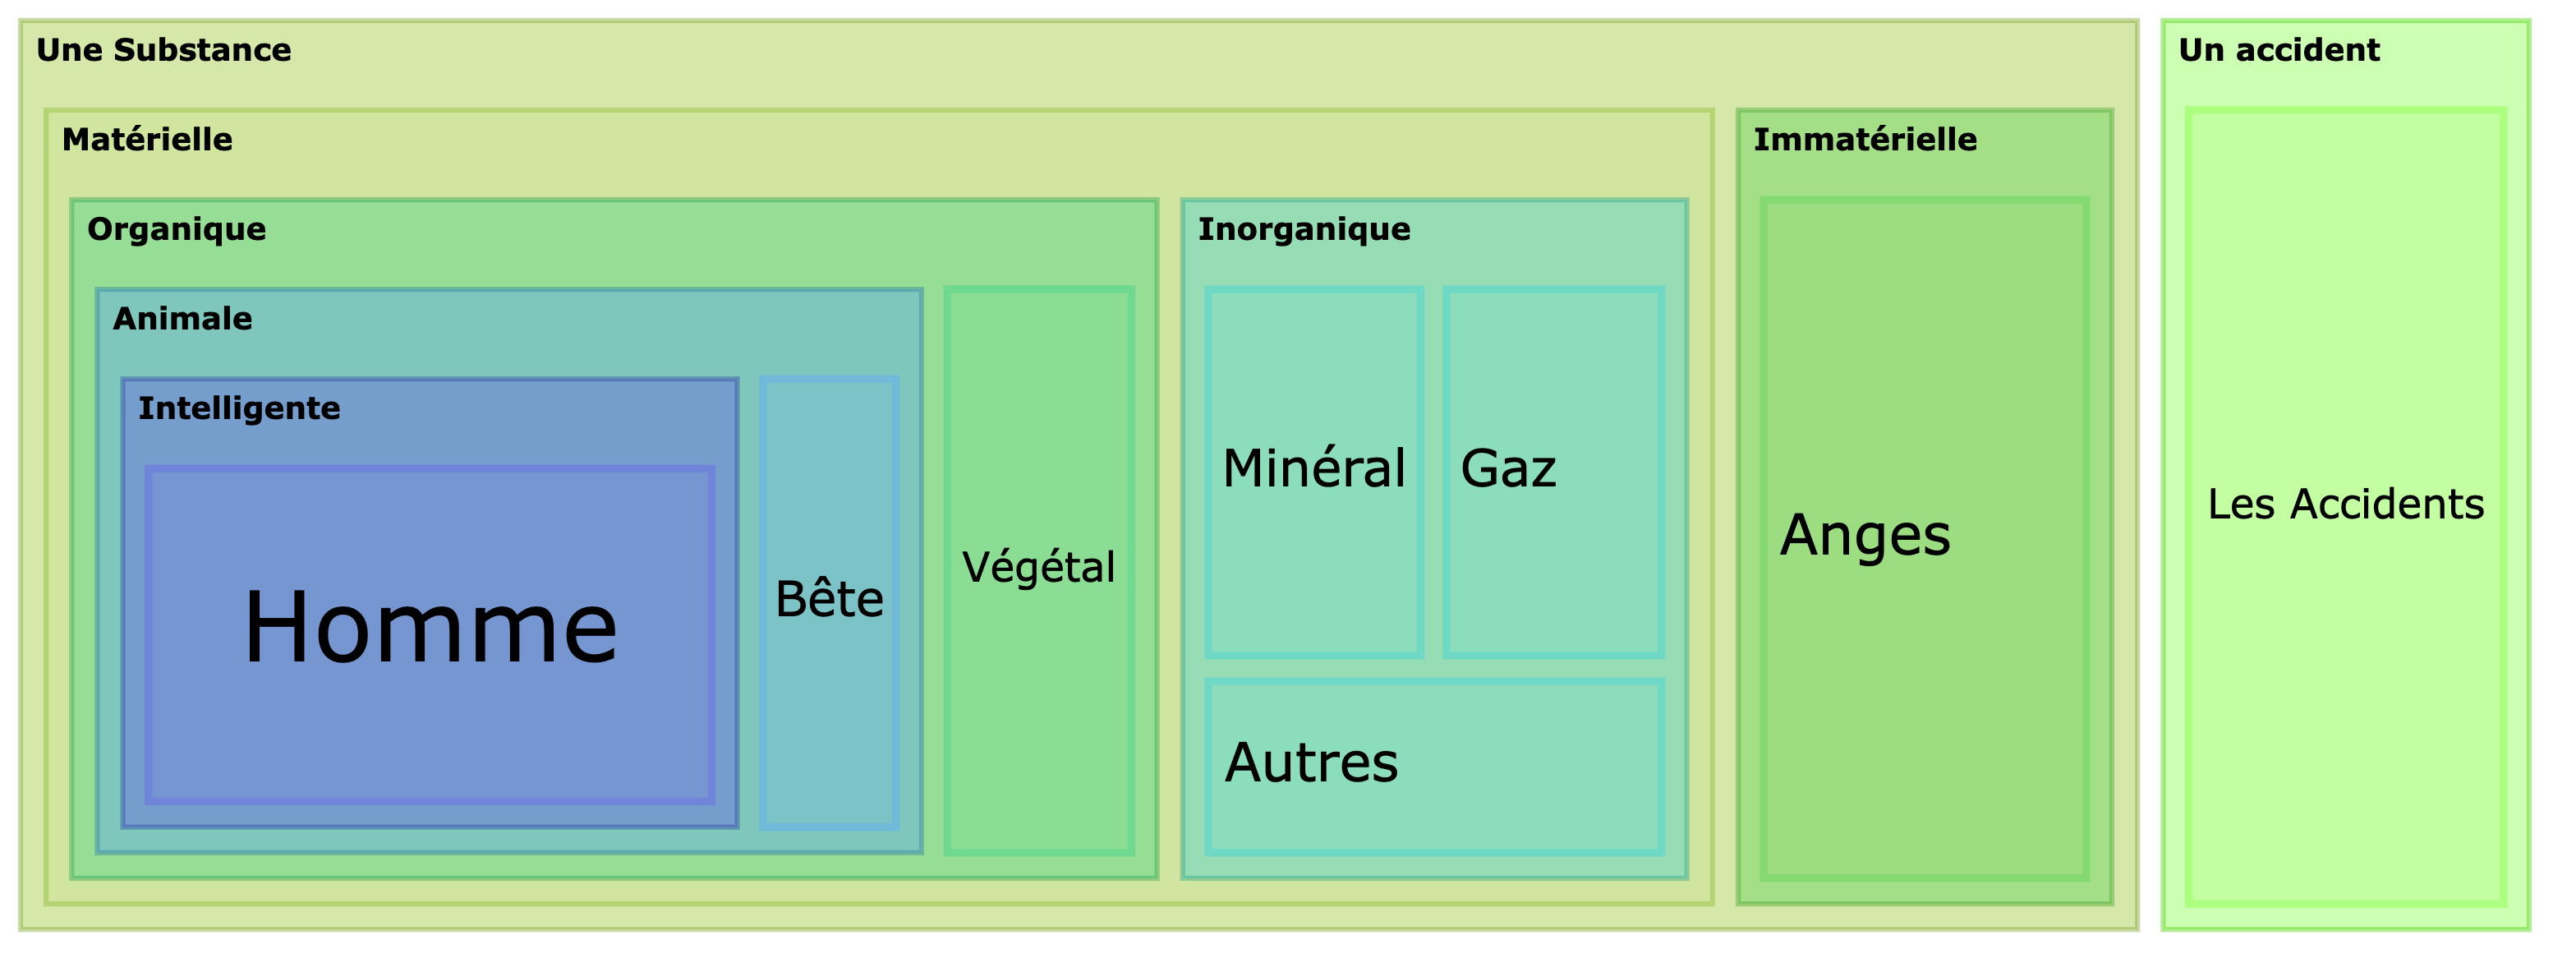 Une Substance
Un accident
Matérielle
Immatérielle
Organique
Inorganique
Animale
Intelligente
Homme
Bête
Végétal
Minéral
Gaz
Autres
Anges
Les Accidents